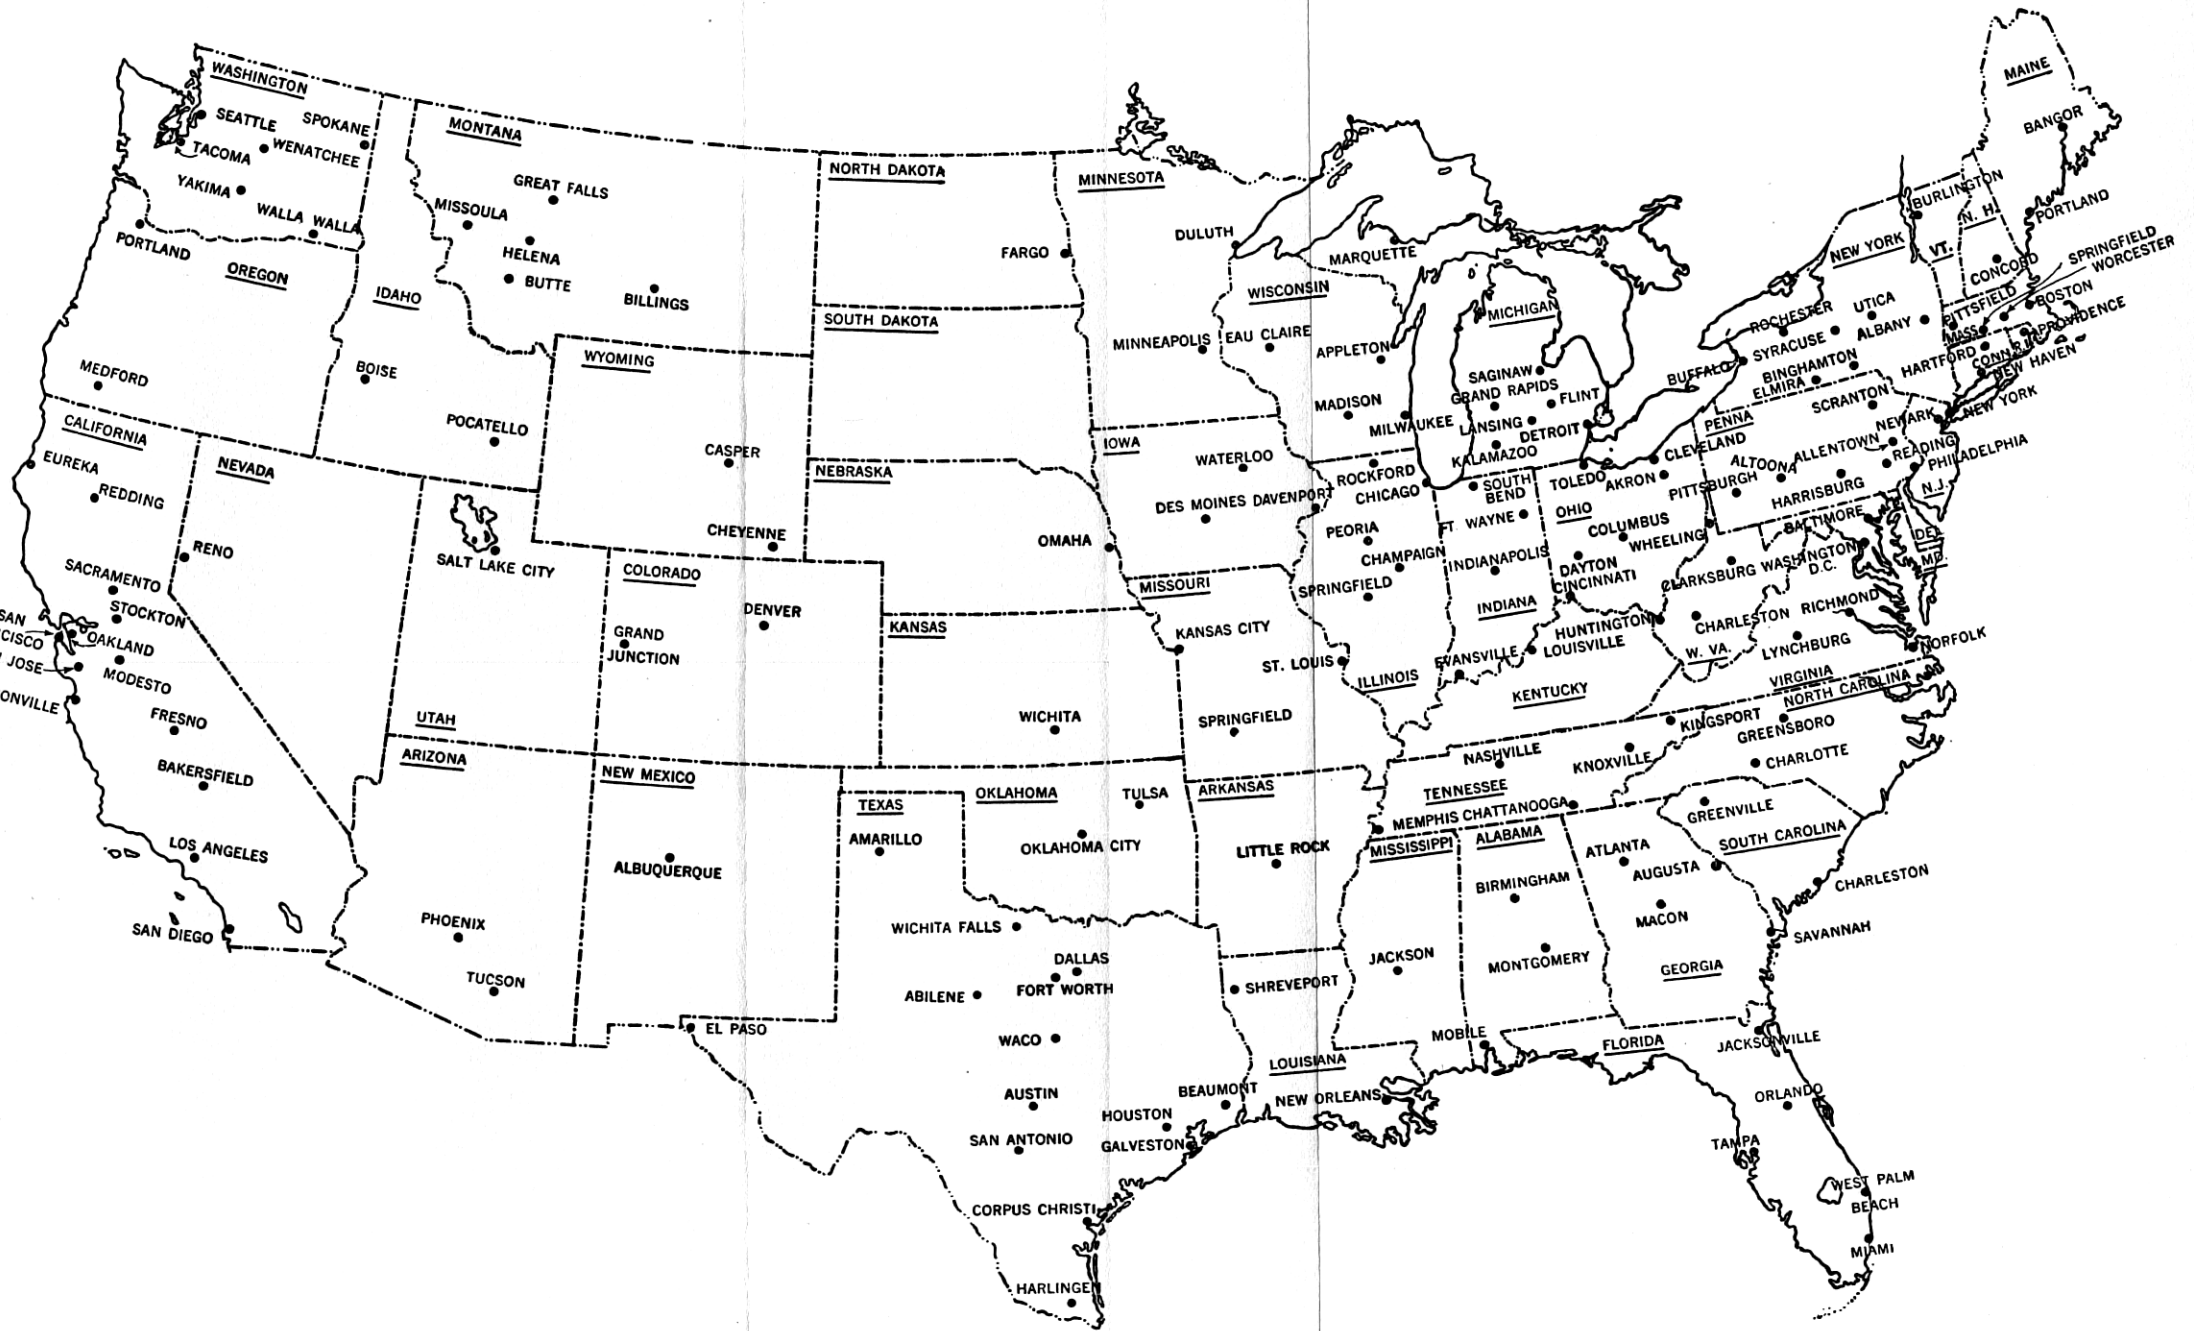 WASHINGTON
SEATTLE
SPOKANE
TACOMA
WENATCHEE
YAKIMA
WALLA WALLA
PORTLAND
OREGON
MEDFORD
IDAHO
BOISE
POCATELLO
MONTANA
GREAT FALLS
MISSOULA
HELENA
BUTTE
BILLINGS
WYOMING
CASPER
CHEYENNE
NORTH DAKOTA
FARGO
SOUTH DAKOTA
NEBRASKA
OMAHA
CALIFORNIA
EUREKA
REDDING
SACRAMENTO
STOCKTON
SAN
CISCO
OAKLAND
JOSE
MODESTO
ONVILLE
FRESNO
BAKERSFIELD
LOS ANGELES
SAN DIEGO
NEVADA
RENO
SALT LAKE CITY
UTAH
COLORADO
DENVER
GRAND
JUNCTION
KANSAS
WICHITA
ARIZONA
PHOENIX
TUCSON
NEW MEXICO
ALBUQUERQUE
TEXAS
AMARILLO
WICHITA FALLS
DALLAS
FORT WORTH
ABILENE
EL PASO
WACO
AUSTIN
HOUSTON
BEAUMONT
SAN ANTONIO
GALVESTON
CORPUS CHRISTI
HARLINGEN
OKLAHOMA
TULSA
OKLAHOMA CITY
MINNESOTA
DULUTH
MINNEAPOLIS
WISCONSIN
EAU CLAIRE
APPLETON
MADISON
MILWAUKEE
MARQUETTE
MICHIGAN
SAGINAW
GRAND RAPIDS
FLINT
LANSING
DETROIT
KALAMAZOO
IOWA
WATERLOO
DES MOINES
DAVENPORT
MISSOURI
KANSAS CITY
ST. LOUIS
SPRINGFIELD
ROCKFORD
CHICAGO
PEORIA
CHAMPAIGN
SPRINGFIELD
ILLINOIS
SOUTH
BEND
FT. WAYNE
INDIANAPOLIS
INDIANA
EVANSVILLE
TOLEDO
CLEVELAND
AKRON
OHIO
COLUMBUS
DAYTON
CINCINNATI
WHEELING
CLARKSBURG
HUNTINGTON
CHARLESTON
W. VA.
LOUISVILLE
KENTUCKY
ARKANSAS
LITTLE ROCK
NASHVILLE
KNOXVILLE
KINGSPORT
TENNESSEE
MEMPHIS
CHATTANOOGA
MISSISSIPPI
JACKSON
ALABAMA
BIRMINGHAM
MONTGOMERY
MOBILE
SHREVEPORT
LOUISIANA
NEW ORLEANS
ATLANTA
AUGUSTA
MACON
SAVANNAH
GEORGIA
FLORIDA
JACKSONVILLE
ORLANDO
TAMPA
WEST PALM
BEACH
MIAMI
GREENVILLE
SOUTH CAROLINA
CHARLESTON
NORTH CAROLINA
GREENSBORO
CHARLOTTE
VIRGINIA
LYNCHBURG
RICHMOND
NORFOLK
WASHINGTON
D.C.
BALTIMORE
MD.
DEL.
N.J.
PENNA
SCRANTON
ALLENTOWN
READING
PHILADELPHIA
ALTOONA
PITTSBURGH
HARRISBURG
NEWARK
NEW YORK
NEW YORK
ROCHESTER
UTICA
SYRACUSE
ALBANY
BUFFALO
BINGHAMTON
ELMIRA
HARTFORD
CONN.
R.I.
NEW HAVEN
PROVIDENCE
MASS.
PITTSFIELD
BOSTON
SPRINGFIELD
WORCESTER
BURLINGTON
VT.
N. H.
CONCORD
MAINE
BANGOR
PORTLAND